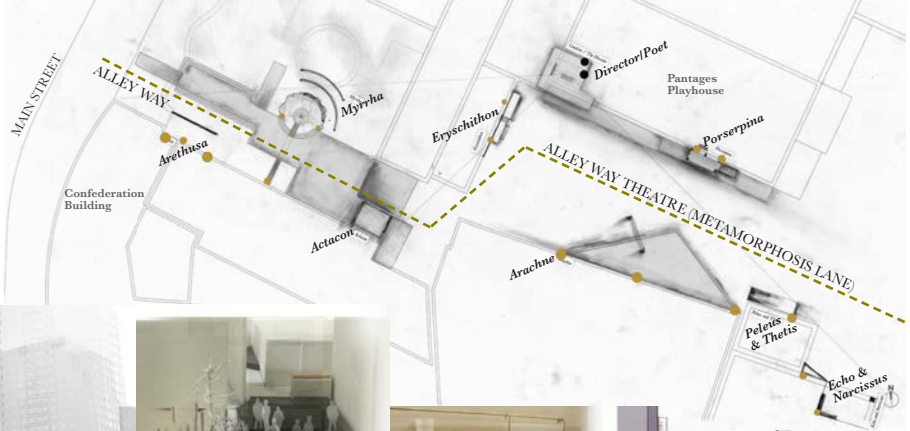 MAIN STREET
ALLEY WAY
Arethusa
Confederation
Building
Myrrha
Actacon
Eryschithon
Director/Poet
Pantages
Playhouse
Porserpina
ALLEY WAY THEATRE (METAMORPHOSIS LANE)
Arachne
Peleus
& Thetis
Echo &
Narcissus